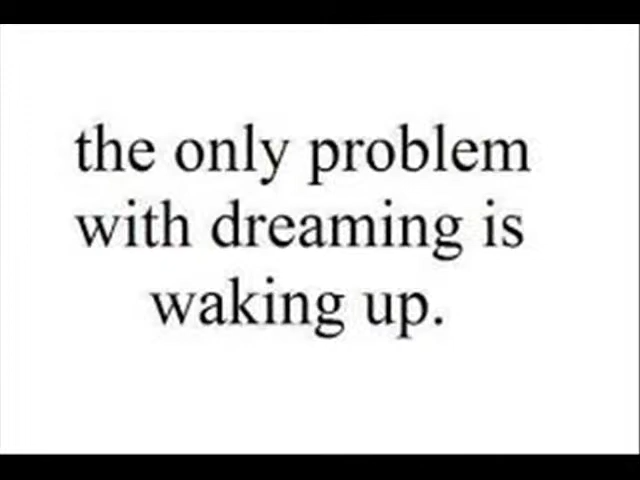 the only problem
with dreaming is
waking up.